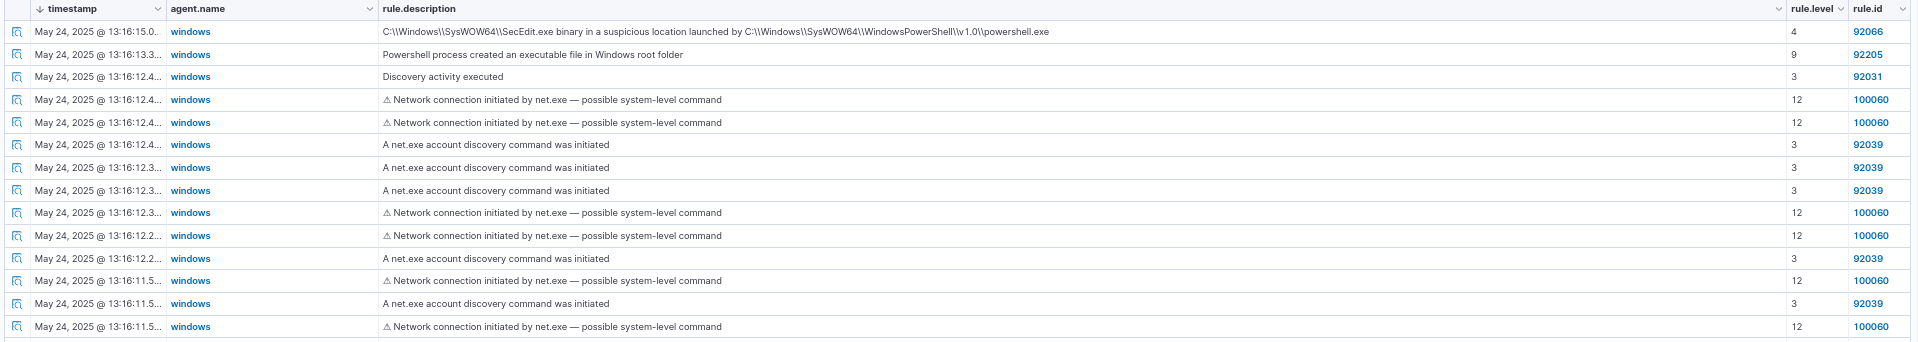 timestamp agent.name rule.description rule.level rule.id
May 24, 2025 @ 13:16:15.0... windows C:\\Windows\\SysWOW64\\SecEdit.exe binary in a suspicious location launched by C:\\Windows\\SysWOW64\\WindowsPowerShell\\v1.0\\powershell.exe 4 92066
May 24, 2025 @ 13:16:13.3... windows Powershell process created an executable file in Windows root folder 9 92205
May 24, 2025 @ 13:16:12.4... windows Discovery activity executed 3 92031
May 24, 2025 @ 13:16:12.4... windows ⚠ Network connection initiated by net.exe — possible system-level command 12 100060
May 24, 2025 @ 13:16:12.4... windows ⚠ Network connection initiated by net.exe — possible system-level command 12 100060
May 24, 2025 @ 13:16:12.4... windows A net.exe account discovery command was initiated 3 92039
May 24, 2025 @ 13:16:12.3... windows A net.exe account discovery command was initiated 3 92039
May 24, 2025 @ 13:16:12.3... windows A net.exe account discovery command was initiated 3 92039
May 24, 2025 @ 13:16:12.3... windows ⚠ Network connection initiated by net.exe — possible system-level command 12 100060
May 24, 2025 @ 13:16:12.2... windows ⚠ Network connection initiated by net.exe — possible system-level command 12 100060
May 24, 2025 @ 13:16:12.2... windows A net.exe account discovery command was initiated 3 92039
May 24, 2025 @ 13:16:11.5... windows ⚠ Network connection initiated by net.exe — possible system-level command 12 100060
May 24, 2025 @ 13:16:11.5... windows A net.exe account discovery command was initiated 3 92039
May 24, 2025 @ 13:16:11.5... windows ⚠ Network connection initiated by net.exe — possible system-level command 12 100060